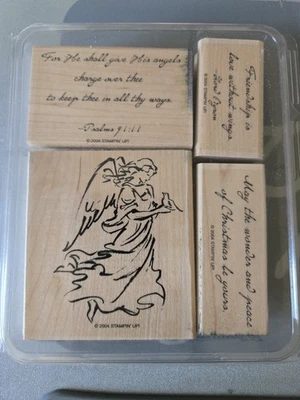 For He shall give His angels
charge over thee
to keep thee in all thy ways.
-Psalms 91:11
© 2004 STAMPIN' UP!
Friendship is
love without wings.
-Lord Byron
© 2004 STAMPIN' UP!
© 2004 STAMPIN' UP!
May the wonder and peace
of Christmas be yours.
© 2004 STAMPIN' UP!